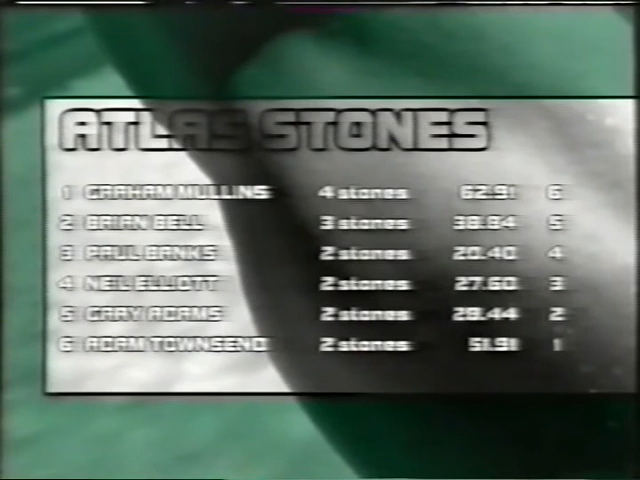 ATLAS STONES
1 GRAHAM MULLINS 4 stones 62.91 6
2 BRIAN BELL 3 stones 38.84 5
3 PAUL BANKS 2 stones 20.40 4
4 NEIL ELLIOTT 2 stones 27.60 3
5 GARY ADAMS 2 stones 29.44 2
6 ADAM TOWNSEND 2 stones 51.91 1